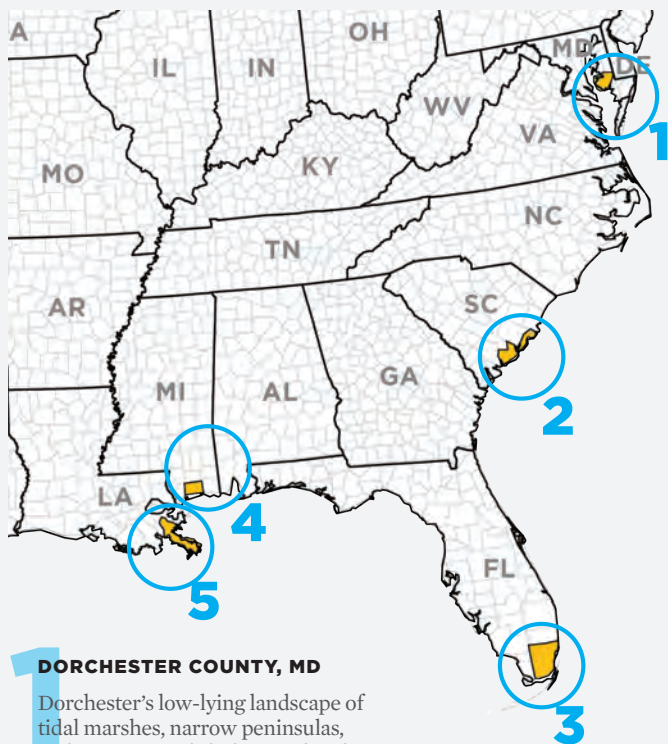 A
IL
IN
OH
MD
DE
WV
VA
1
MO
KY
NC
TN
AR
SC
MI
AL
GA
2
LA
4
5
FL
3
1
DORCHESTER COUNTY, MD
Dorchester's low-lying landscape of
tidal marshes, narrow peninsulas,